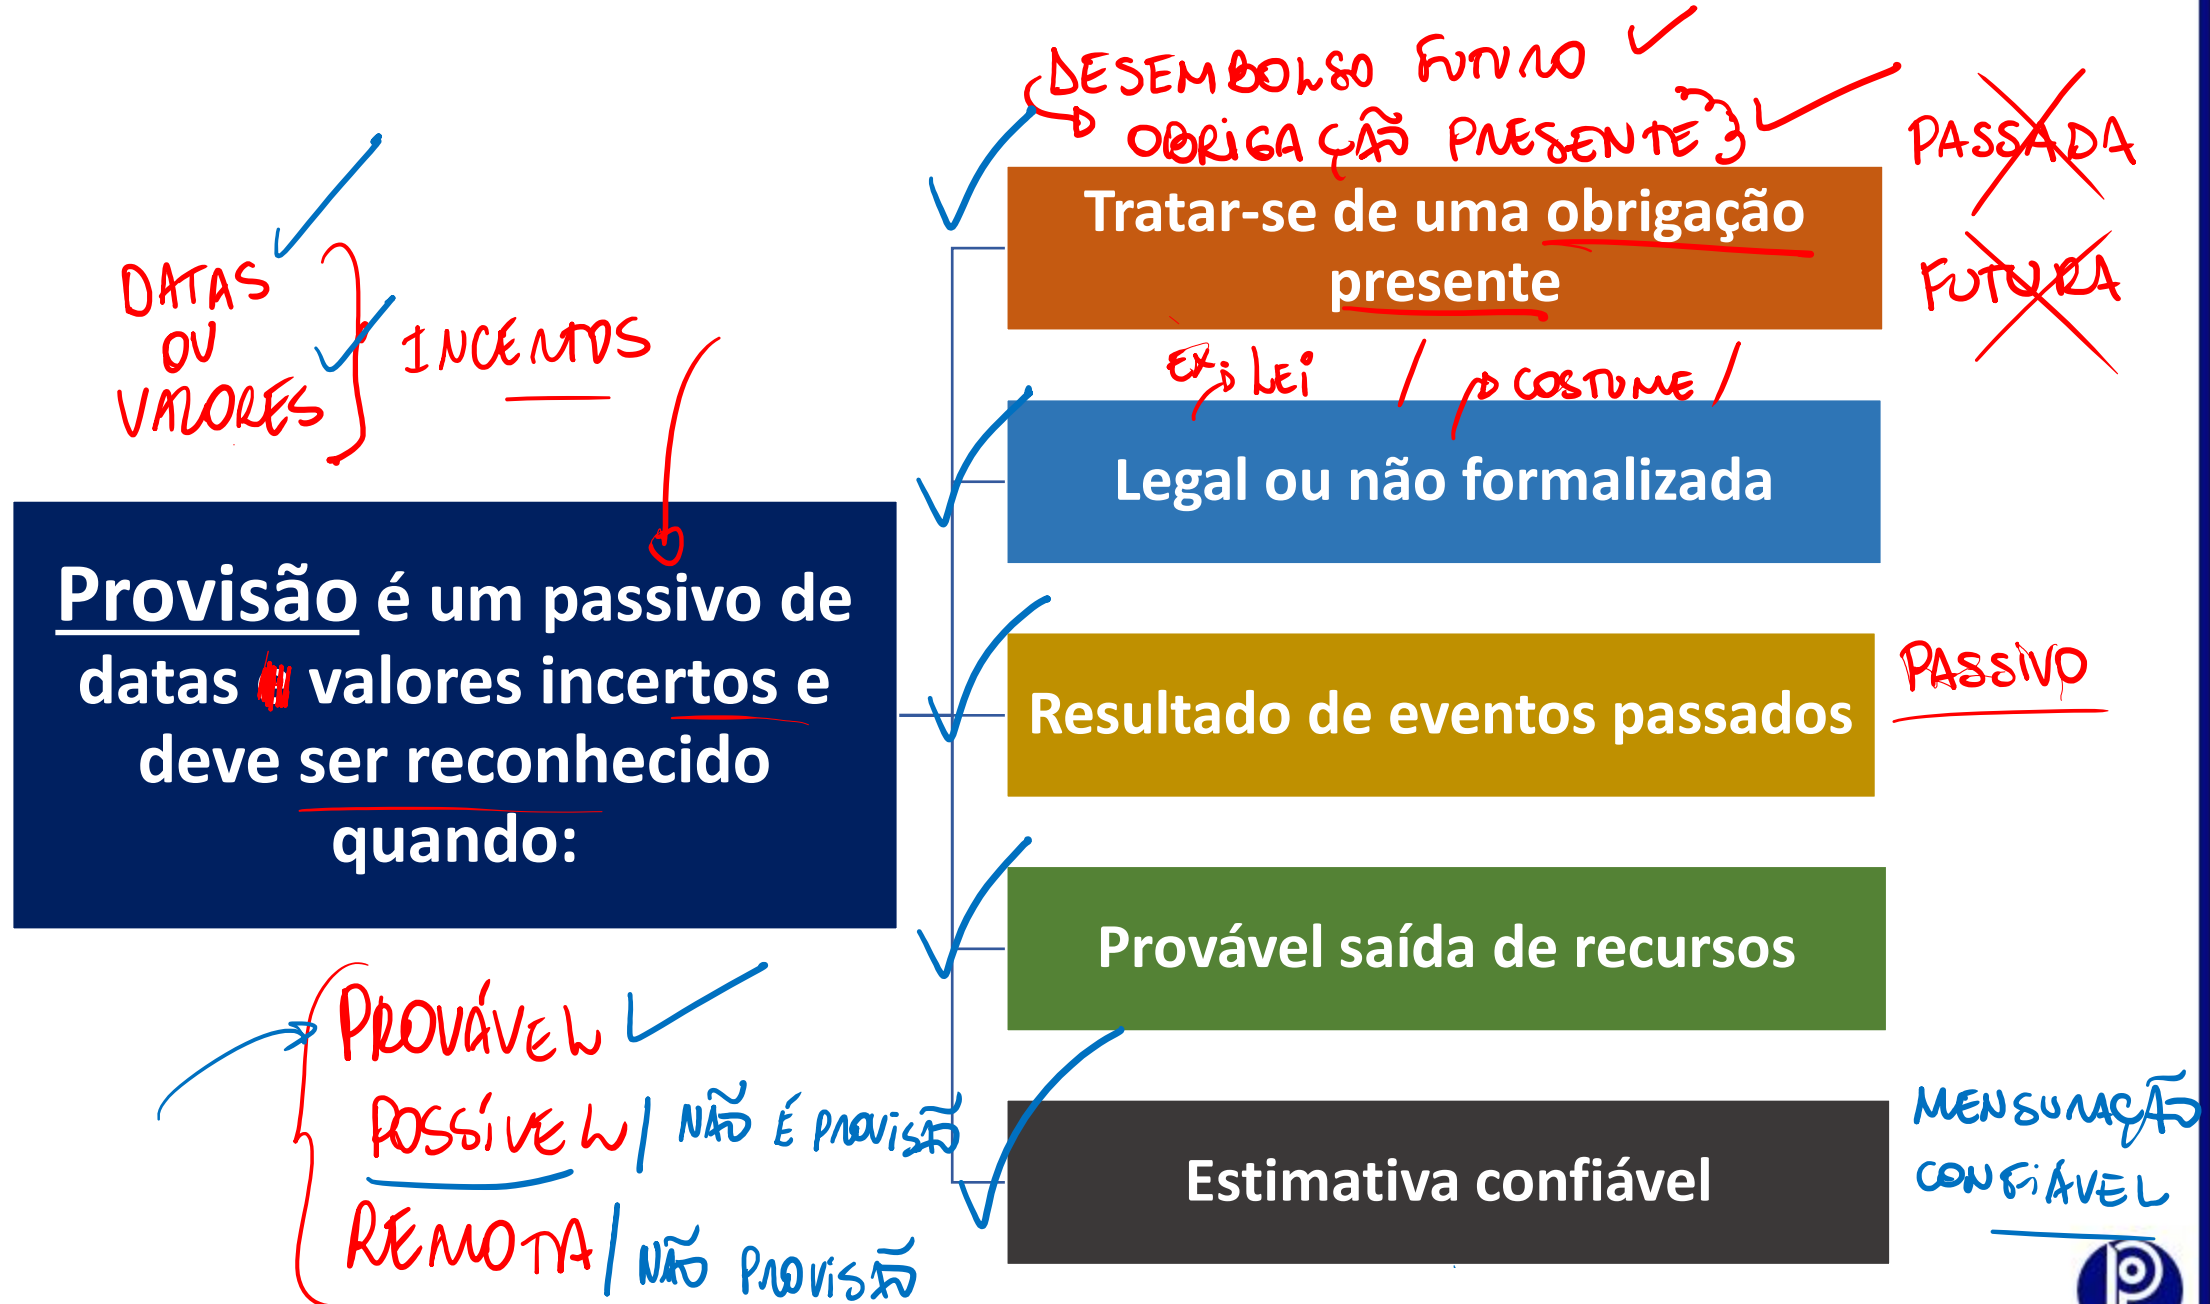 DESEMBOLSO FUTURO
OBRIGAÇÃO PRESENTE
PASSADA
FUTURA
Tratar-se de uma obrigação
presente
DATAS
OU
VALORES
INCERTOS
EX: LEI / COSTUME /
Legal ou não formalizada
Provisão é um passivo de
datas valores incertos e
deve ser reconhecido
quando:
Resultado de eventos passados
PASSIVO
Provável saída de recursos
PROVÁVEL
POSSÍVEL / NÃO É PROVISÃO
REMOTA / NÃO PROVISÃO
Estimativa confiável
MENSURAÇÃO
CONFIÁVEL
P